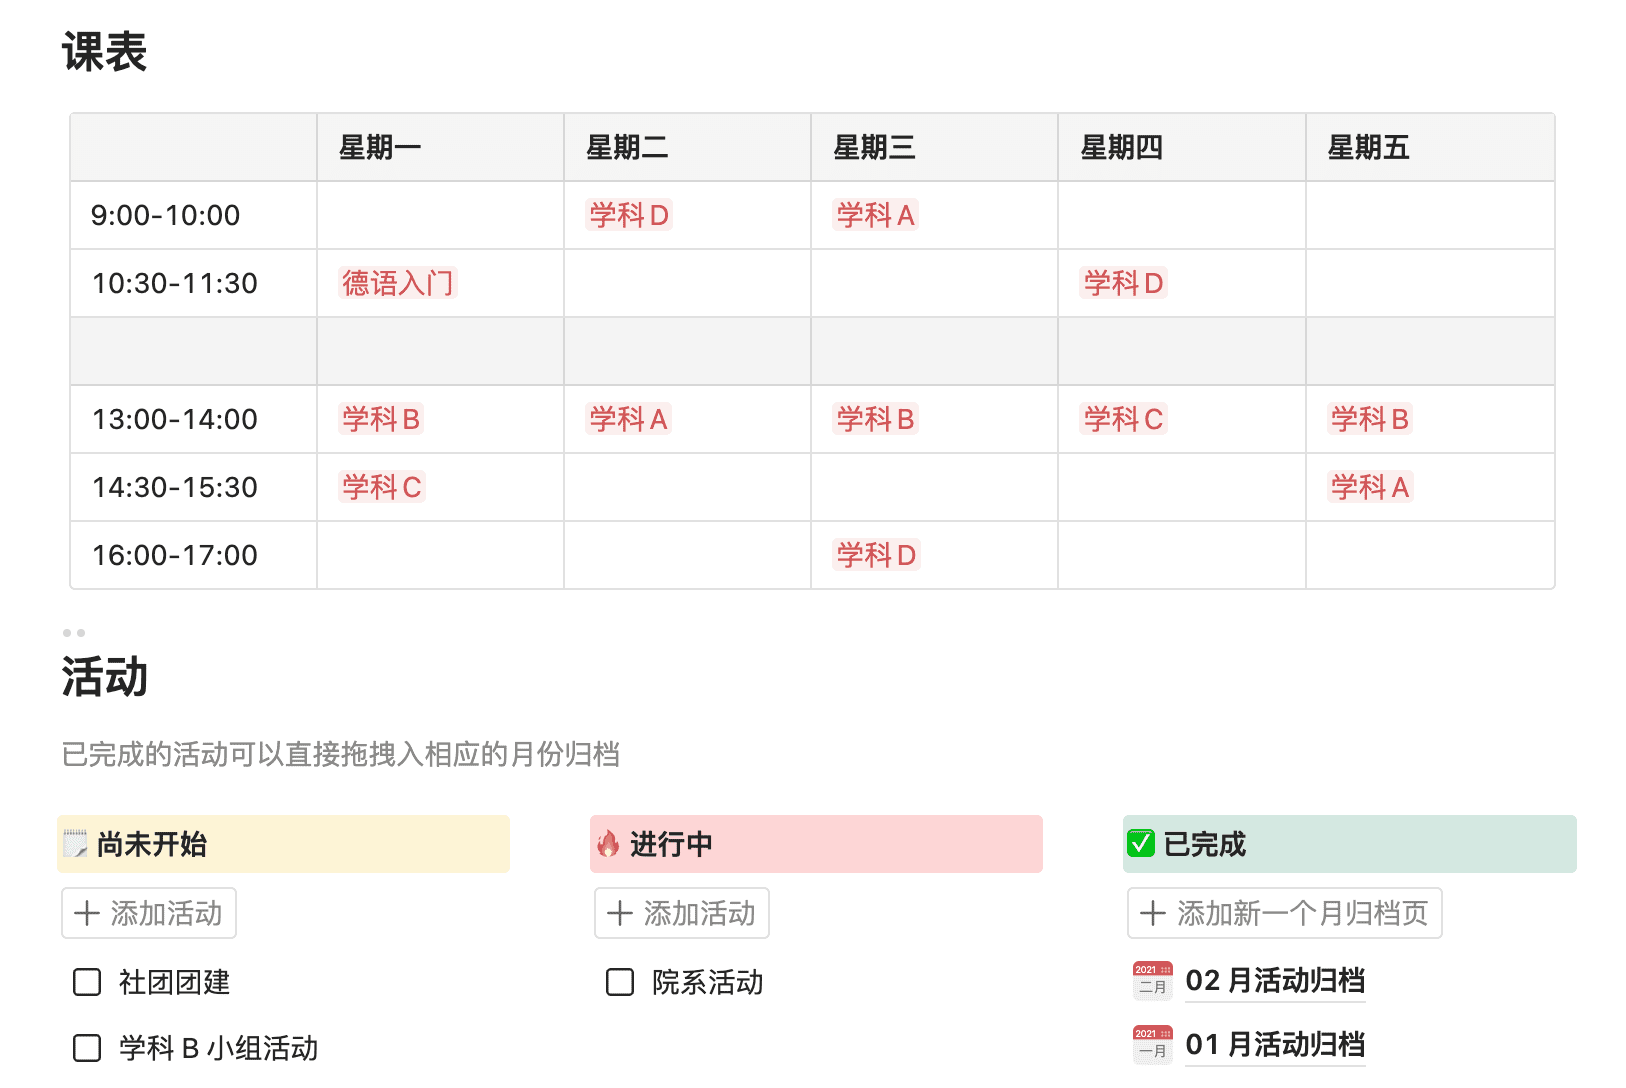 课表
星期一 星期二 星期三 星期四 星期五
9:00-10:00 学科 D 学科 A
10:30-11:30 德语入门 学科 D
13:00-14:00 学科 B 学科 A 学科 B 学科 C 学科 B
14:30-15:30 学科 C 学科 A
16:00-17:00 学科 D
活动
已完成的活动可以直接拖拽入相应的月份归档
尚未开始
添加活动
社团团建
学科 B 小组活动
进行中
添加活动
院系活动
已完成
添加新一个月归档页
2021
二月
02 月活动归档
2021
一月
01 月活动归档